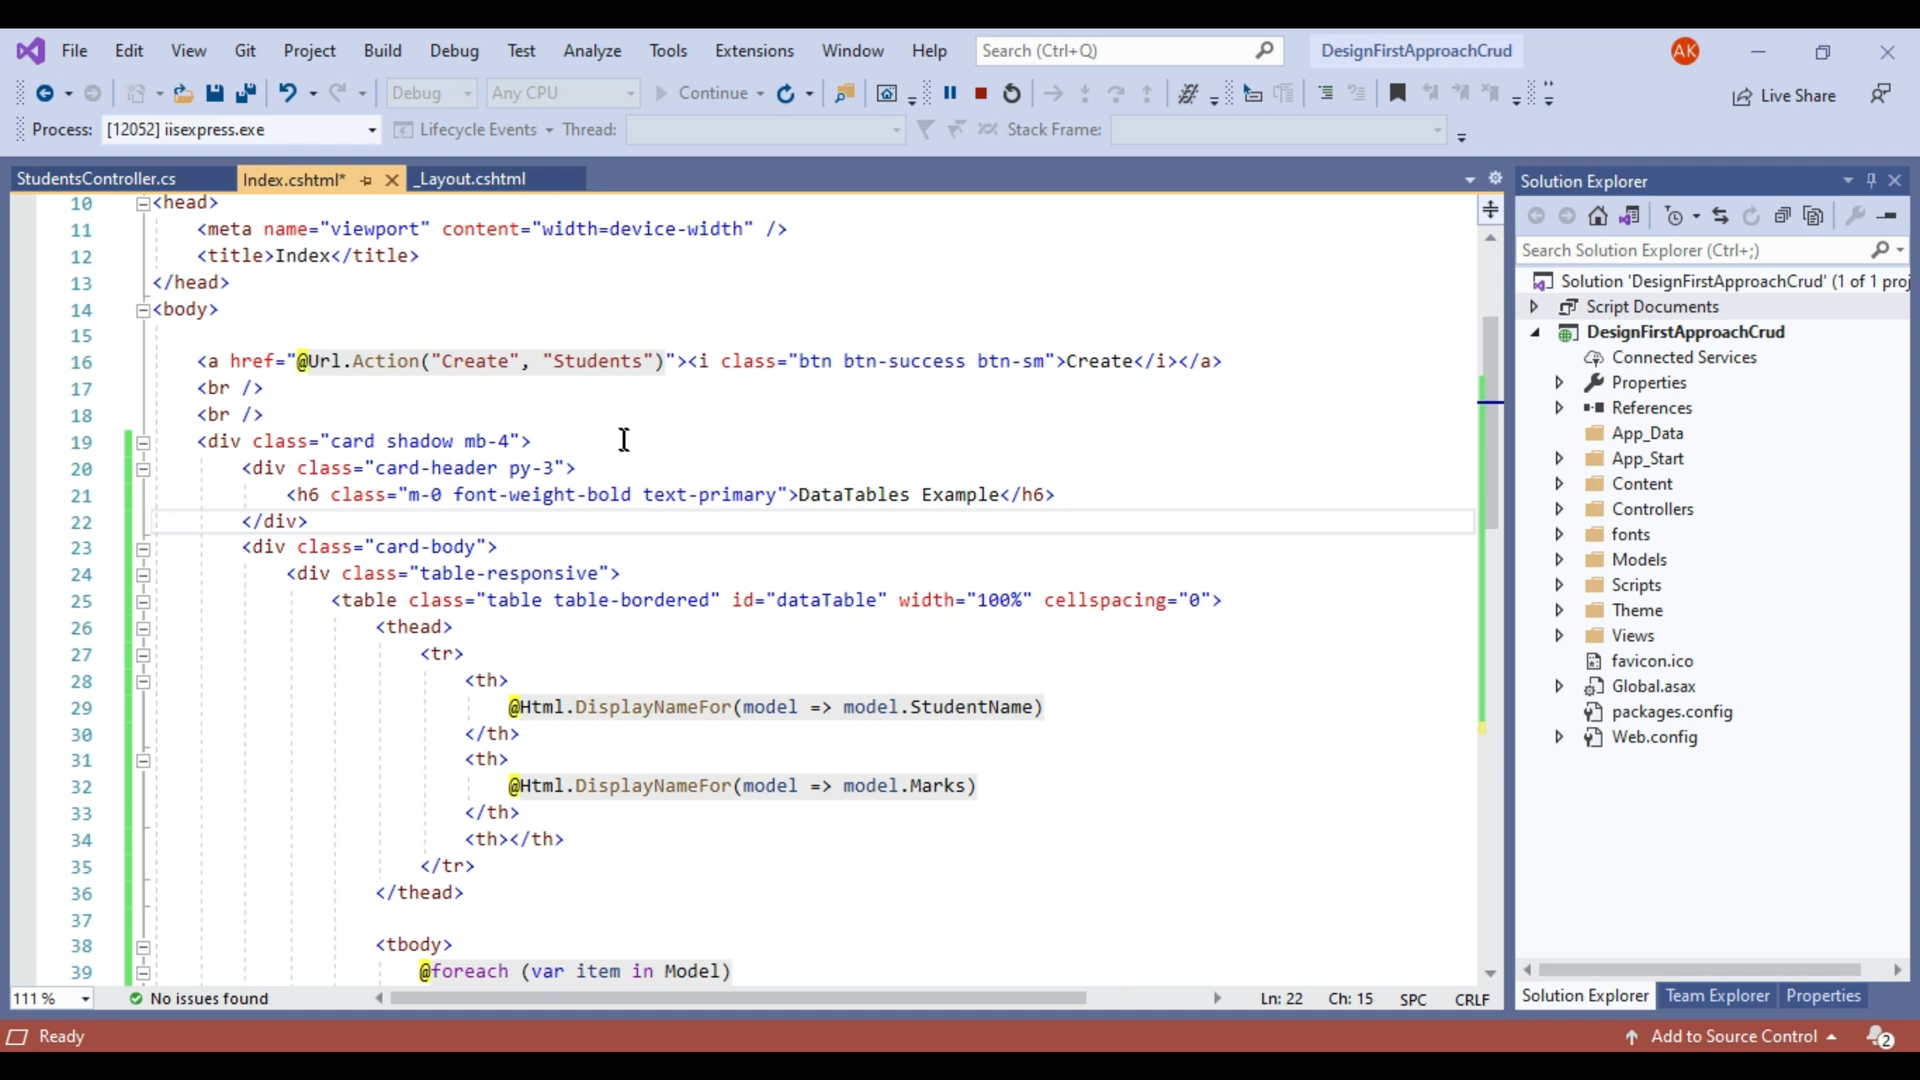 File Edit View Git Project Build Debug Test Analyze Tools Extensions Window Help Search (Ctrl+Q) DesignFirstApproachCrud AK
Debug Any CPU Continue Live Share
Process: [12052] iisexpress.exe Lifecycle Events Thread: Stack Frame:
StudentsController.cs Index.cshtml* _Layout.cshtml
10 <head>
11 <meta name="viewport" content="width=device-width" />
12 <title>Index</title>
13 </head>
14 <body>
15
16 <a href="@Url.Action("Create", "Students")"><i class="btn btn-success btn-sm">Create</i></a>
17 <br />
18 <br />
19 <div class="card shadow mb-4">
20 <div class="card-header py-3">
21 <h6 class="m-0 font-weight-bold text-primary">DataTables Example</h6>
22 </div>
23 <div class="card-body">
24 <div class="table-responsive">
25 <table class="table table-bordered" id="dataTable" width="100%" cellspacing="0">
26 <thead>
27 <tr>
28 <th>
29 @Html.DisplayNameFor(model => model.StudentName)
30 </th>
31 <th>
32 @Html.DisplayNameFor(model => model.Marks)
33 </th>
34 <th></th>
35 </tr>
36 </thead>
37
38 <tbody>
39 @foreach (var item in Model)
111 % No issues found Ln: 22 Ch: 15 SPC CRLF
Solution Explorer
Search Solution Explorer (Ctrl+;)
Solution 'DesignFirstApproachCrud' (1 of 1 proj
Script Documents
DesignFirstApproachCrud
Connected Services
Properties
References
App_Data
App_Start
Content
Controllers
fonts
Models
Scripts
Theme
Views
favicon.ico
Global.asax
packages.config
Web.config
Solution Explorer Team Explorer Properties
Ready Add to Source Control 2